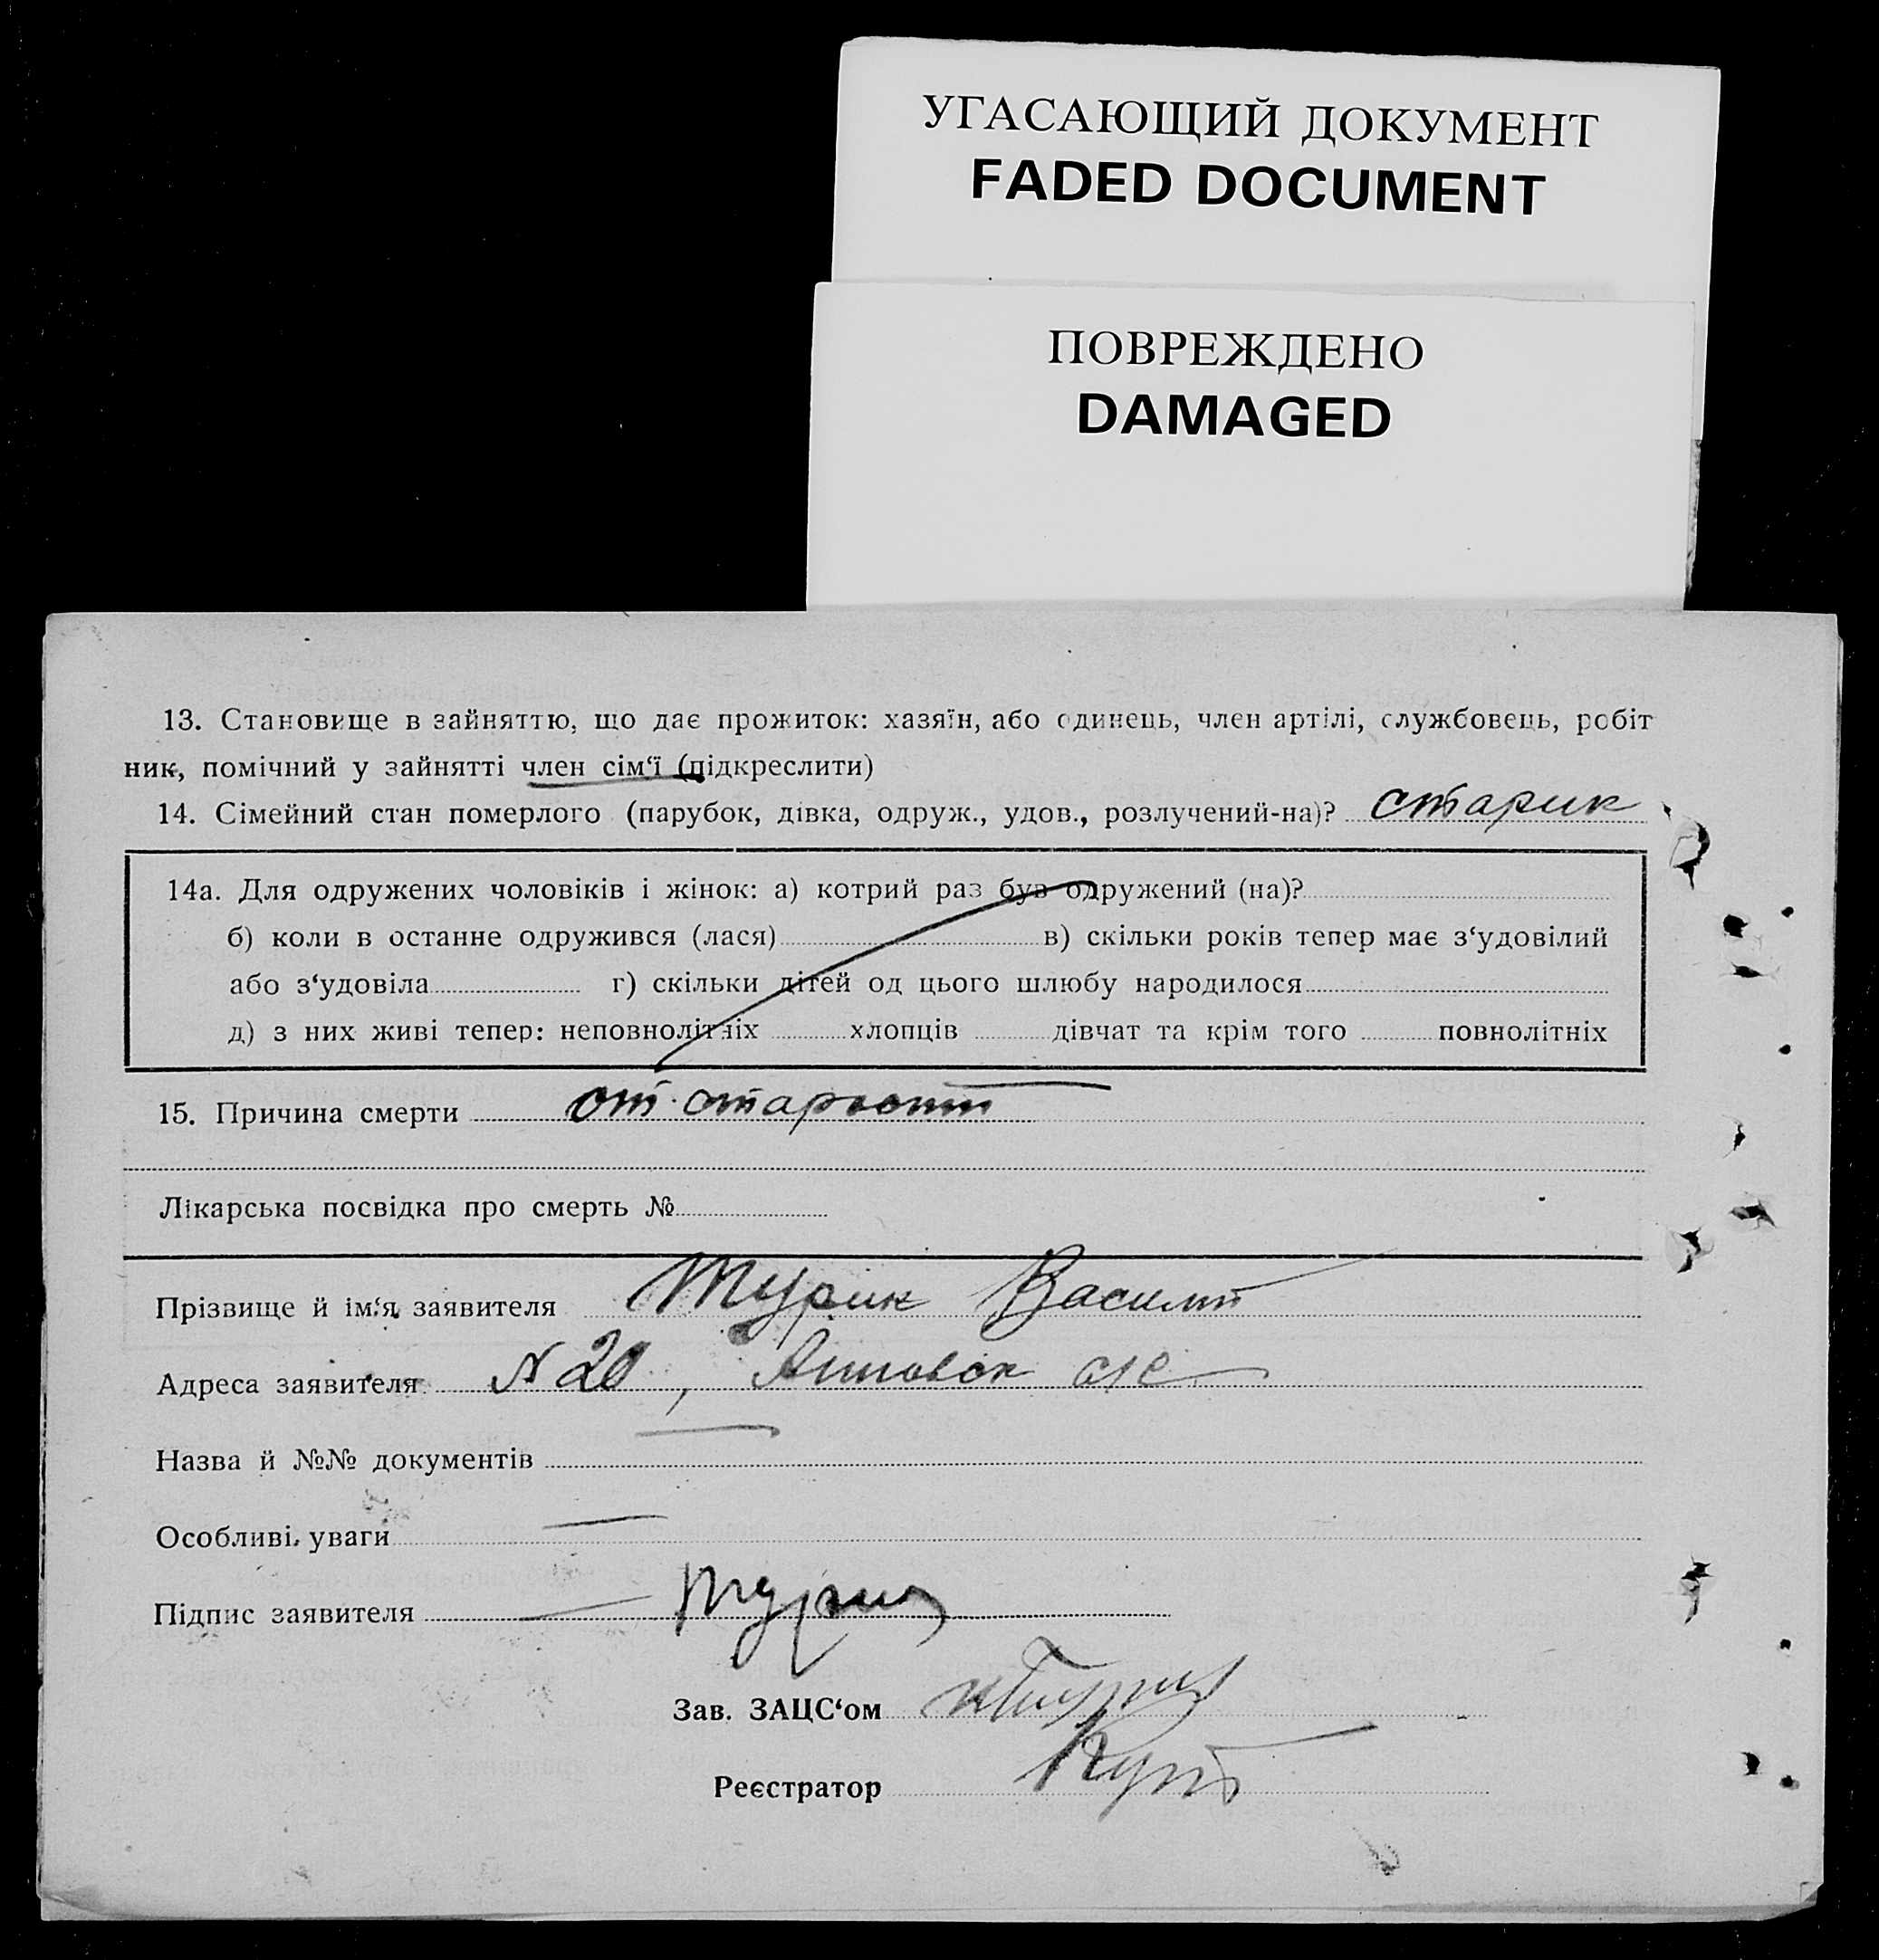 УГАСАЮЩИЙ ДОКУМЕНТ
FADED DOCUMENT
ПОВРЕЖДЕНО
DAMAGED
13. Становище в зайняттю, що дає прожиток: хазяїн, або одинець, член артілі, службовець, робіт
ник, помічний у зайнятті член сім‘ї (підкреслити)
14. Сімейний стан померлого (парубок, дівка, одруж., удов., розлучений-на)? старик
14а. Для одружених чоловіків і жінок: а) котрий раз був одружений (на)?
б) коли в останне одружився (лася) в) скільки років тепер має з‘удовілий
або з‘удовіла г) скільки дітей од цього шлюбу народилося
д) з них живі тепер: неповнолітніх хлопців дівчат та крім того повнолітніх
15. Причина смерти от старости
Лікарська посвідка про смерть №
Прізвище й ім‘я заявителя Турик Василий
Адреса заявителя №20, с/с
Назва й №№ документів
Особливі уваги
Підпис заявителя Турик
Зав. ЗАЦС‘ом
Реєстратор